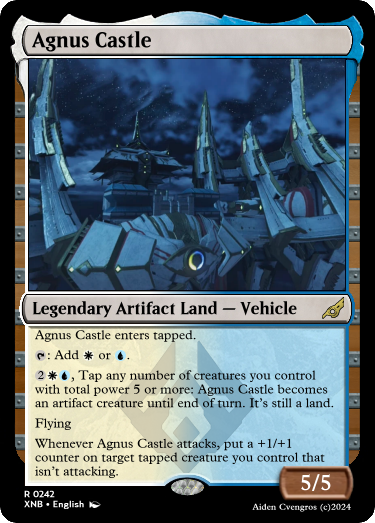 Agnus Castle
Legendary Artifact Land — Vehicle
Agnus Castle enters tapped.
: Add or .
2, Tap any number of creatures you control
with total power 5 or more: Agnus Castle becomes
an artifact creature until end of turn. It's still a land.
Flying
Whenever Agnus Castle attacks, put a +1/+1
counter on target tapped creature you control that
isn't attacking.
5/5
R 0242
XNB • English
Aiden Cvengros (c)2024